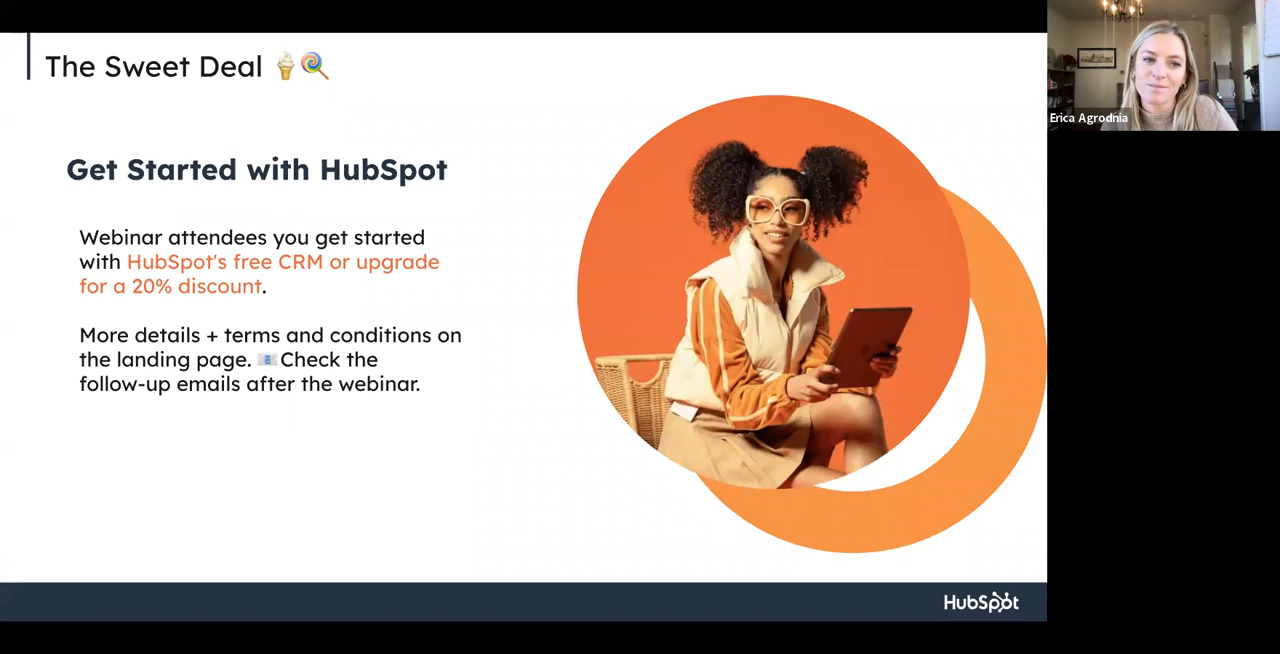 The Sweet Deal 🍦🍭
Get Started with HubSpot
Webinar attendees you get started
with HubSpot's free CRM or upgrade
for a 20% discount.
More details + terms and conditions on
the landing page. 📧Check the
follow-up emails after the webinar.
HubSpot
Erica Agrodnia